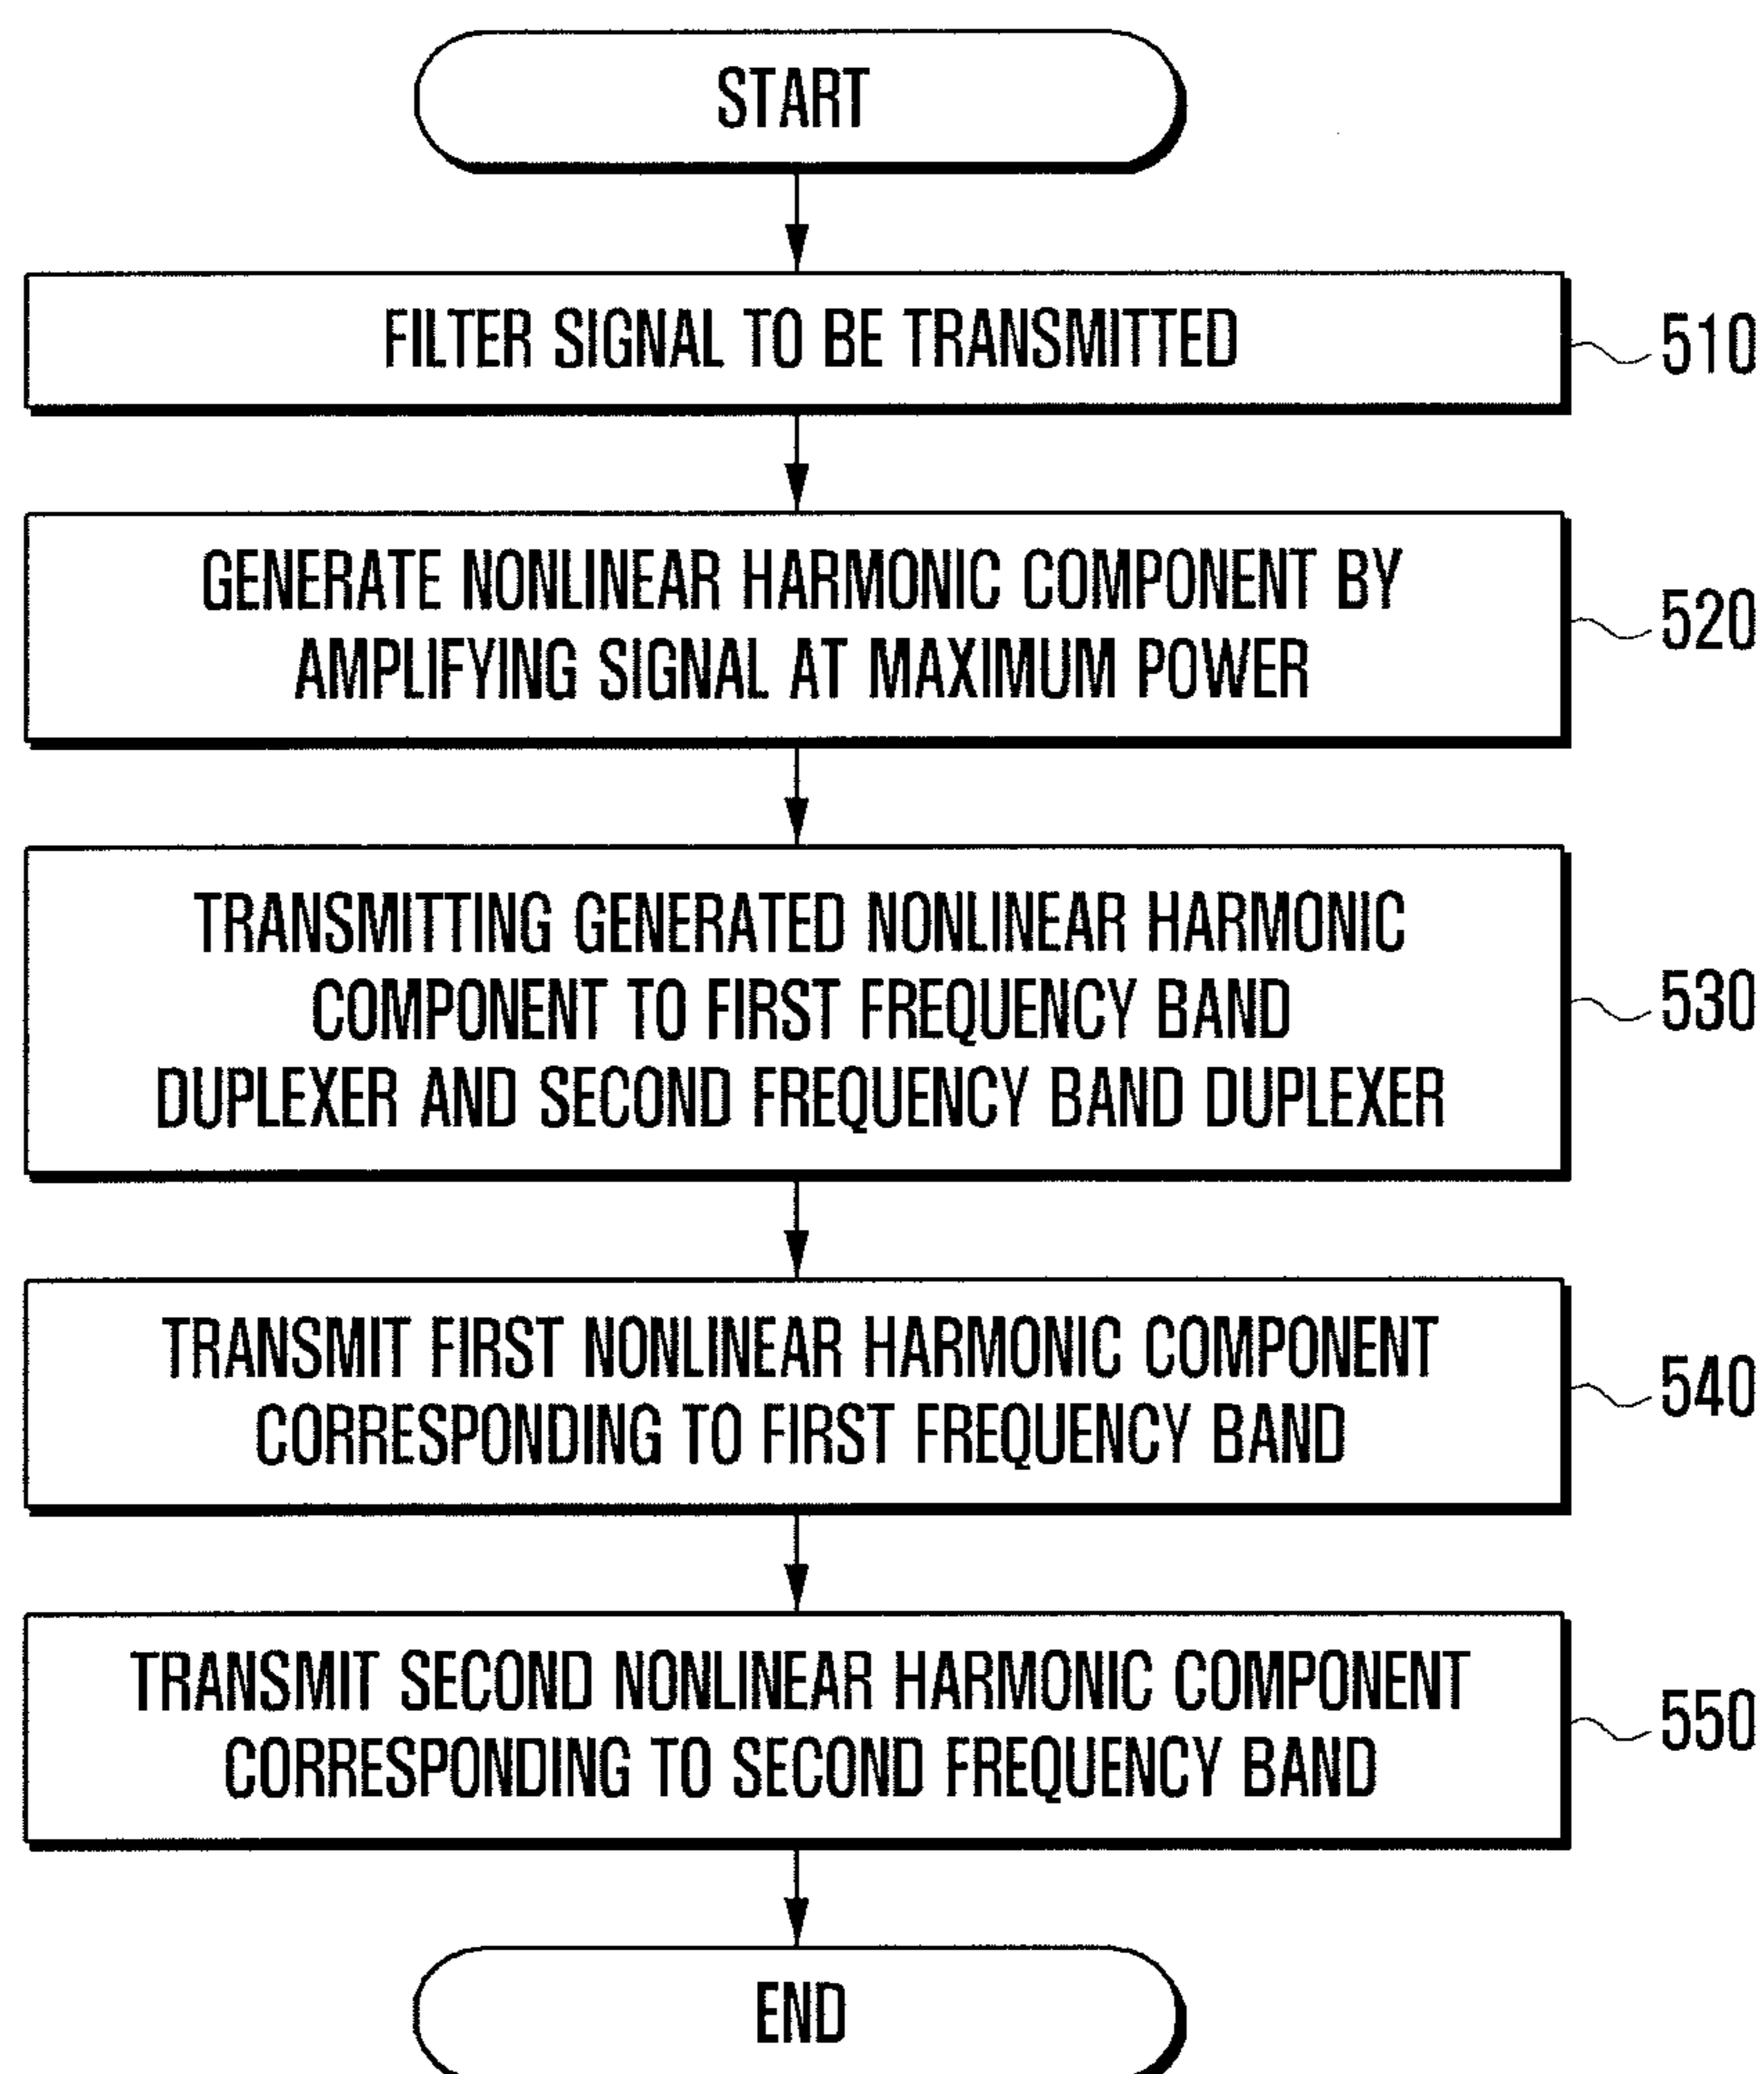 START
FILTER SIGNAL TO BE TRANSMITTED
510
GENERATE NONLINEAR HARMONIC COMPONENT BY
AMPLIFYING SIGNAL AT MAXIMUM POWER
520
TRANSMITTING GENERATED NONLINEAR HARMONIC
COMPONENT TO FIRST FREQUENCY BAND
DUPLEXER AND SECOND FREQUENCY BAND DUPLEXER
530
TRANSMIT FIRST NONLINEAR HARMONIC COMPONENT
CORRESPONDING TO FIRST FREQUENCY BAND
540
TRANSMIT SECOND NONLINEAR HARMONIC COMPONENT
CORRESPONDING TO SECOND FREQUENCY BAND
550
END